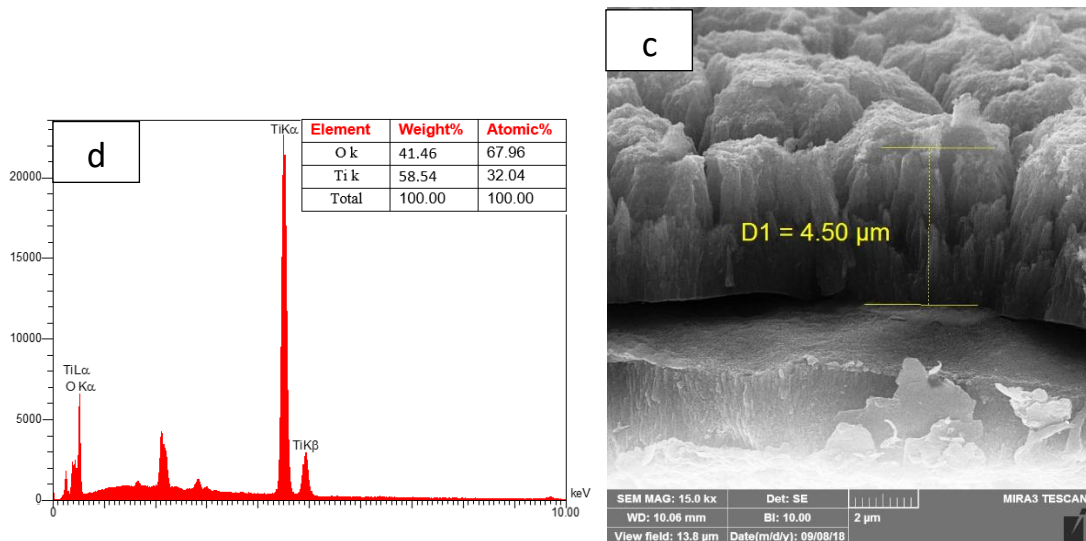 d
TiKα
Element Weight% Atomic%
O k 41.46 67.96
Ti k 58.54 32.04
Total 100.00 100.00
20000
15000
10000
TiLα
O Kα
5000
TiKβ
0
keV
0 10.00
c
D1 = 4.50 µm
SEM MAG: 15.0 kx Det: SE MIRA3 TESCAN
WD: 10.06 mm BI: 10.00 2 µm
View field: 13.8 µm Date(m/d/y): 09/08/18